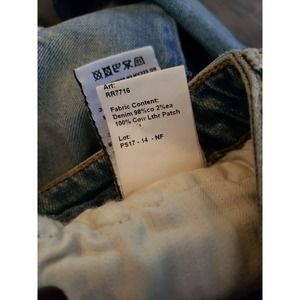 Art:
RR7716
Fabric Content:
Denim 98%co 2%ea
100% Cow Lthr Patch
Lot:
PS17 - 14 - NF